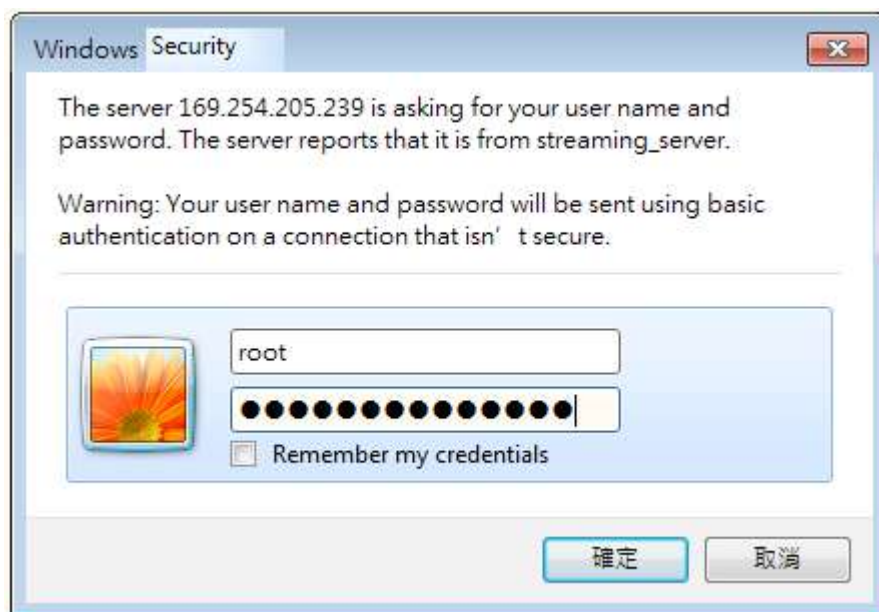 Windows Security
The server 169.254.205.239 is asking for your user name and
password. The server reports that it is from streaming_server.
Warning: Your user name and password will be sent using basic
authentication on a connection that isn’ t secure.
root
●●●●●●●●●●●●●●
Remember my credentials
確定 取消